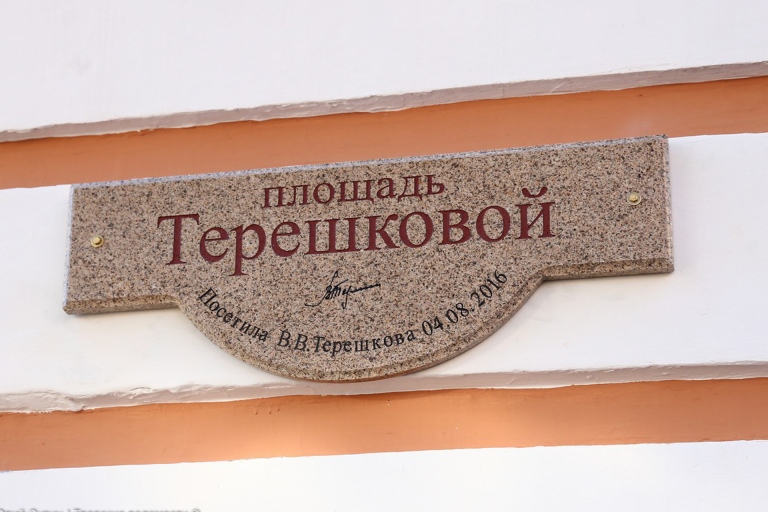 площадь
Терешковой
Посетила В.В.Терешкова 04.08.2016